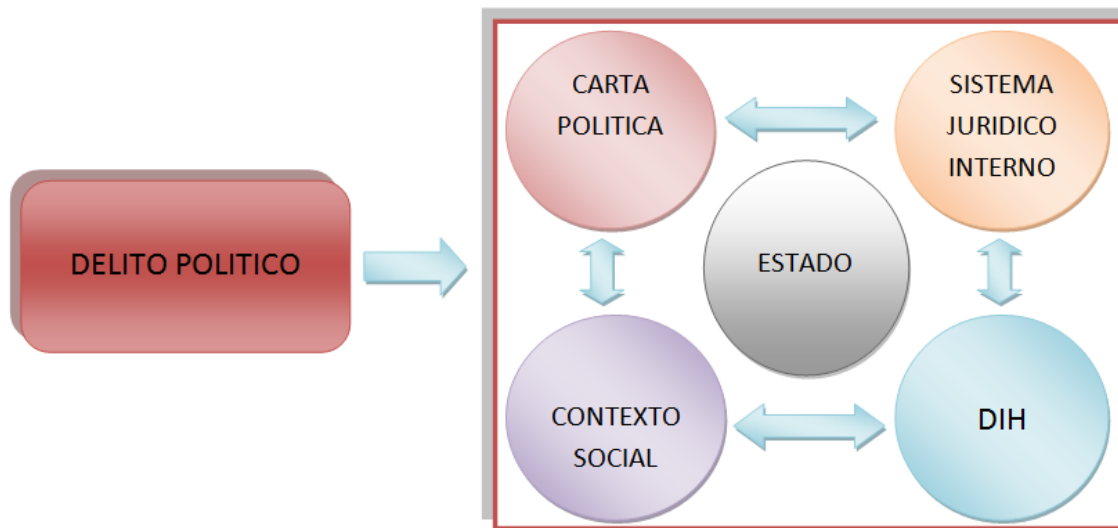 CARTA
POLITICA
SISTEMA
JURIDICO
INTERNO
DELITO POLITICO
ESTADO
CONTEXTO
SOCIAL
DIH